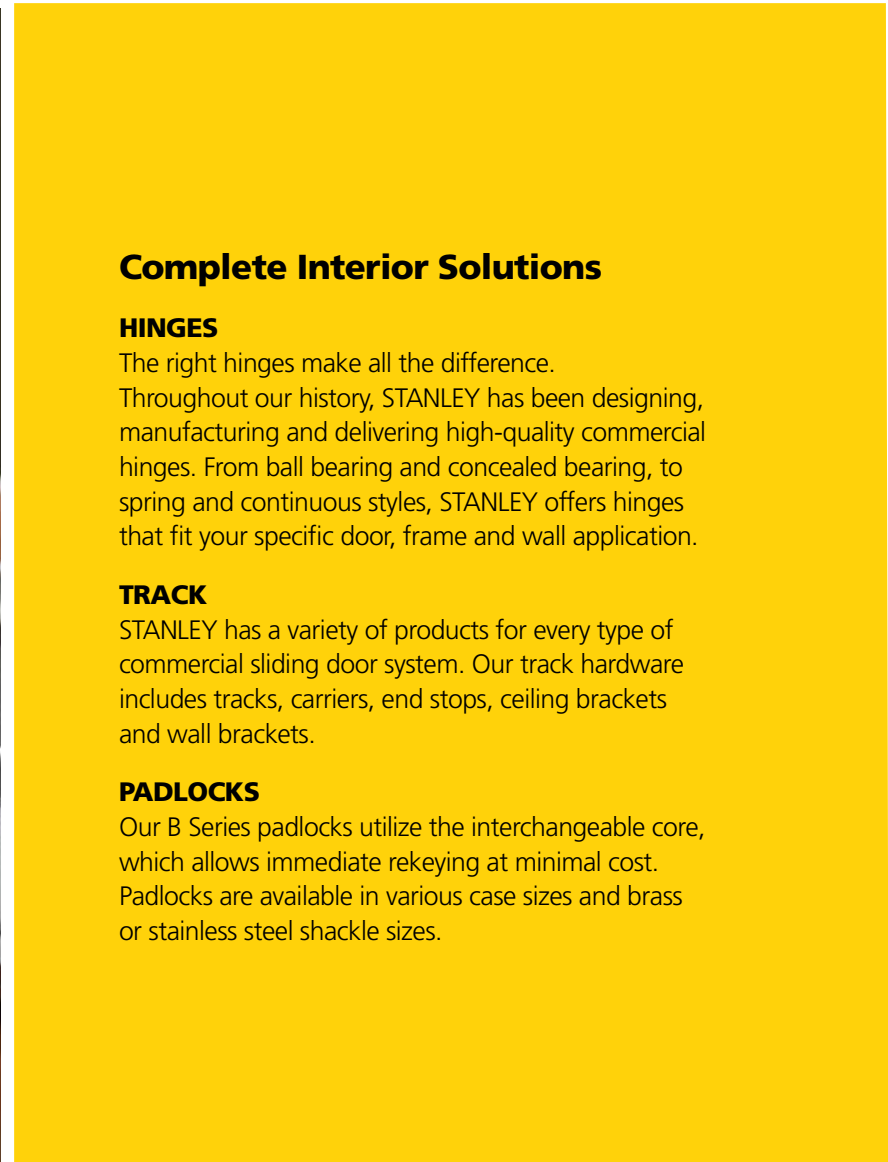 Complete Interior Solutions
HINGES
The right hinges make all the difference.
Throughout our history, STANLEY has been designing,
manufacturing and delivering high-quality commercial
hinges. From ball bearing and concealed bearing, to
spring and continuous styles, STANLEY offers hinges
that fit your specific door, frame and wall application.
TRACK
STANLEY has a variety of products for every type of
commercial sliding door system. Our track hardware
includes tracks, carriers, end stops, ceiling brackets
and wall brackets.
PADLOCKS
Our B Series padlocks utilize the interchangeable core,
which allows immediate rekeying at minimal cost.
Padlocks are available in various case sizes and brass
or stainless steel shackle sizes.